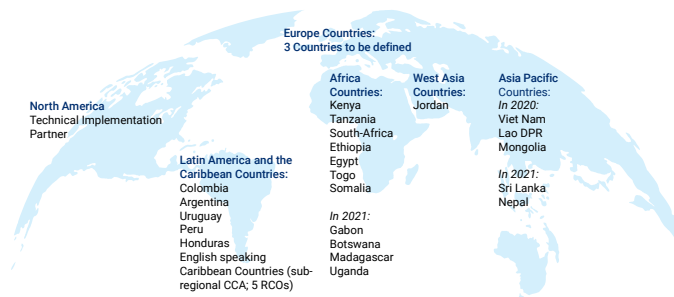 Europe Countries:
3 Countries to be defined
North America
Technical Implementation
Partner
Latin America and the
Caribbean Countries:
Colombia
Argentina
Uruguay
Peru
Honduras
English speaking
Caribbean Countries (sub-
regional CCA; 5 RCOs)
Africa
Countries:
Kenya
Tanzania
South-Africa
Ethiopia
Egypt
Togo
Somalia
In 2021:
Gabon
Botswana
Madagascar
Uganda
West Asia
Countries:
Jordan
Asia Pacific
Countries:
In 2020:
Viet Nam
Lao DPR
Mongolia
In 2021:
Sri Lanka
Nepal